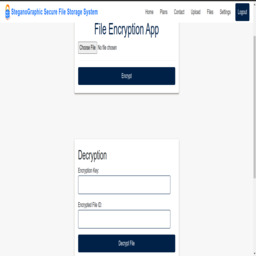 SteganoGraphic Secure File Storage System
Home Plans Contact Upload Files Settings Logout
File Encryption App
Choose File No file chosen
Encrypt
Decryption
Encryption Key:
Encrypted File ID:
Decrypt File